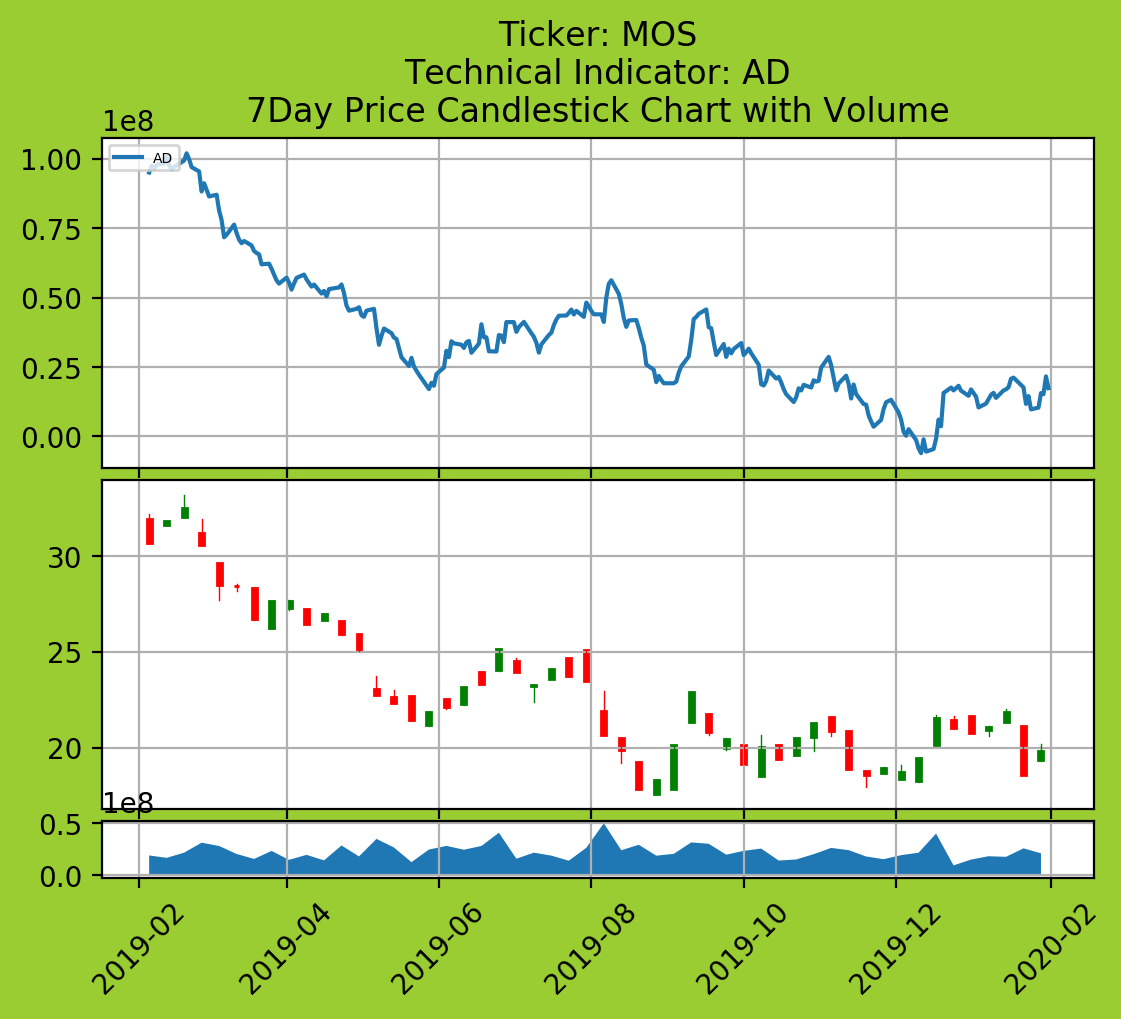 Ticker: MOS
Technical Indicator: AD
7Day Price Candlestick Chart with Volume
1e8
AD
1.00
0.75
0.50
0.25
0.00
30
25
20
1e8
0.5
0.0
2019-02
2019-04
2019-06
2019-08
2019-10
2019-12
2020-02